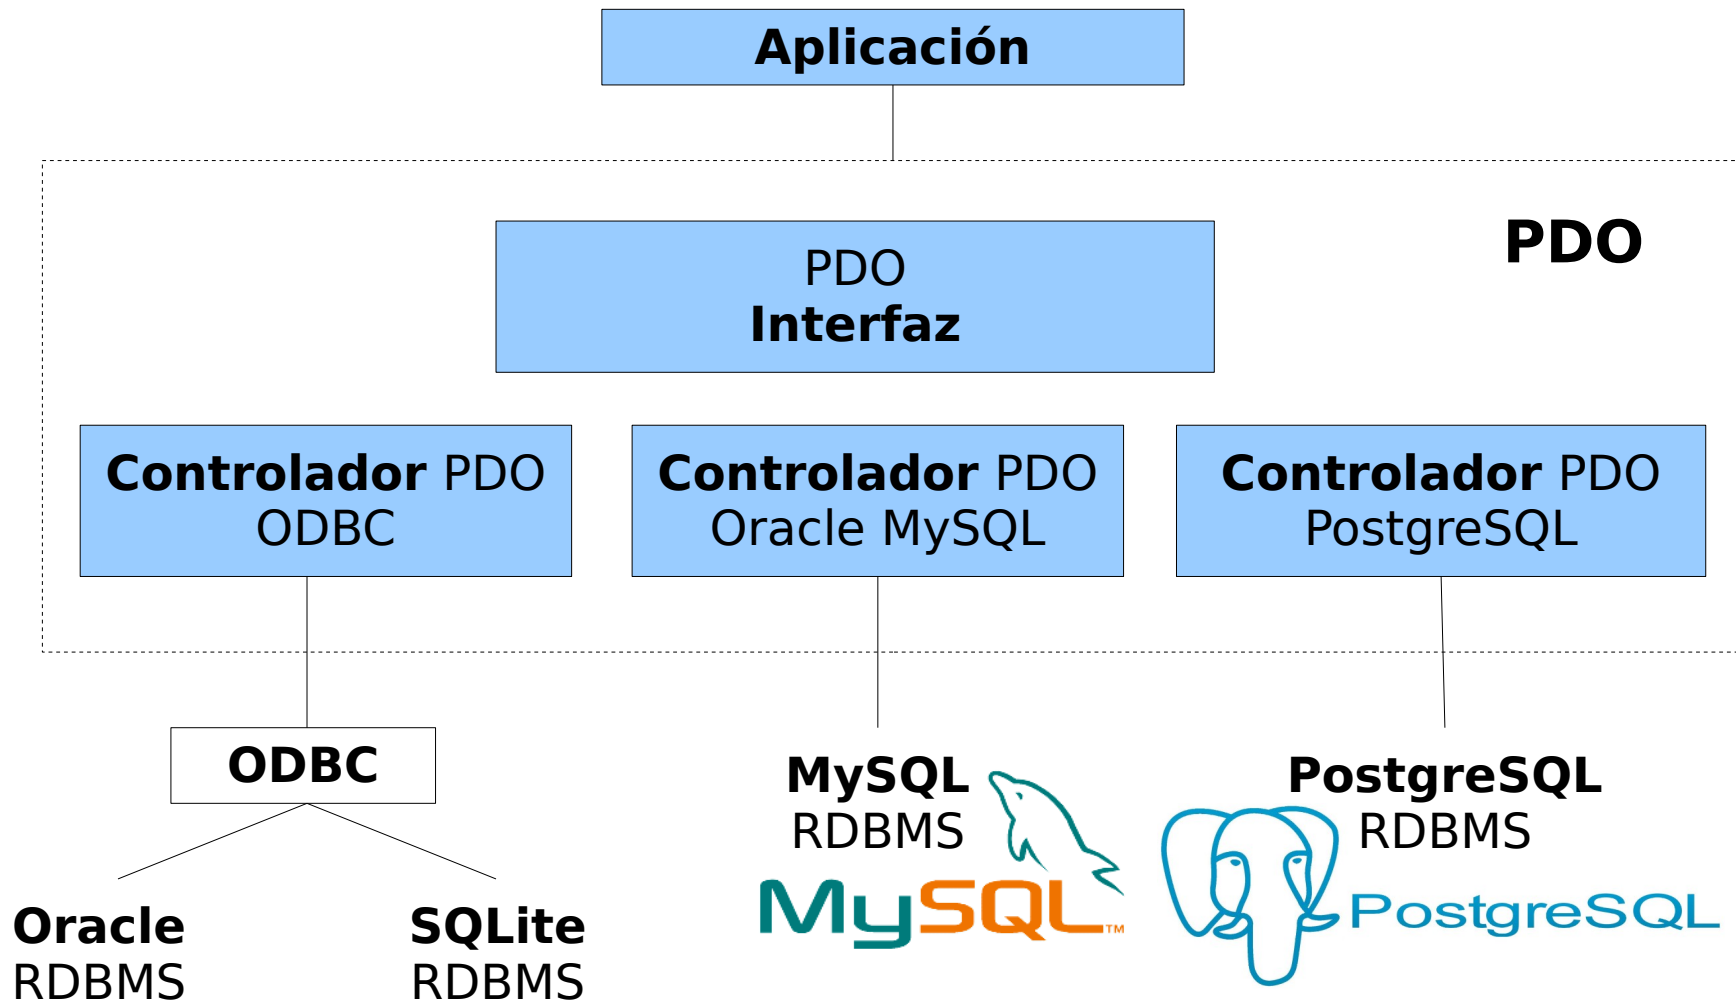 Aplicación
PDO
PDO
Interfaz
Controlador PDO
ODBC
Controlador PDO
Oracle MySQL
Controlador PDO
PostgreSQL
ODBC
MySQL
RDBMS
MySQL™
PostgreSQL
RDBMS
PostgreSQL
Oracle
RDBMS
SQLite
RDBMS